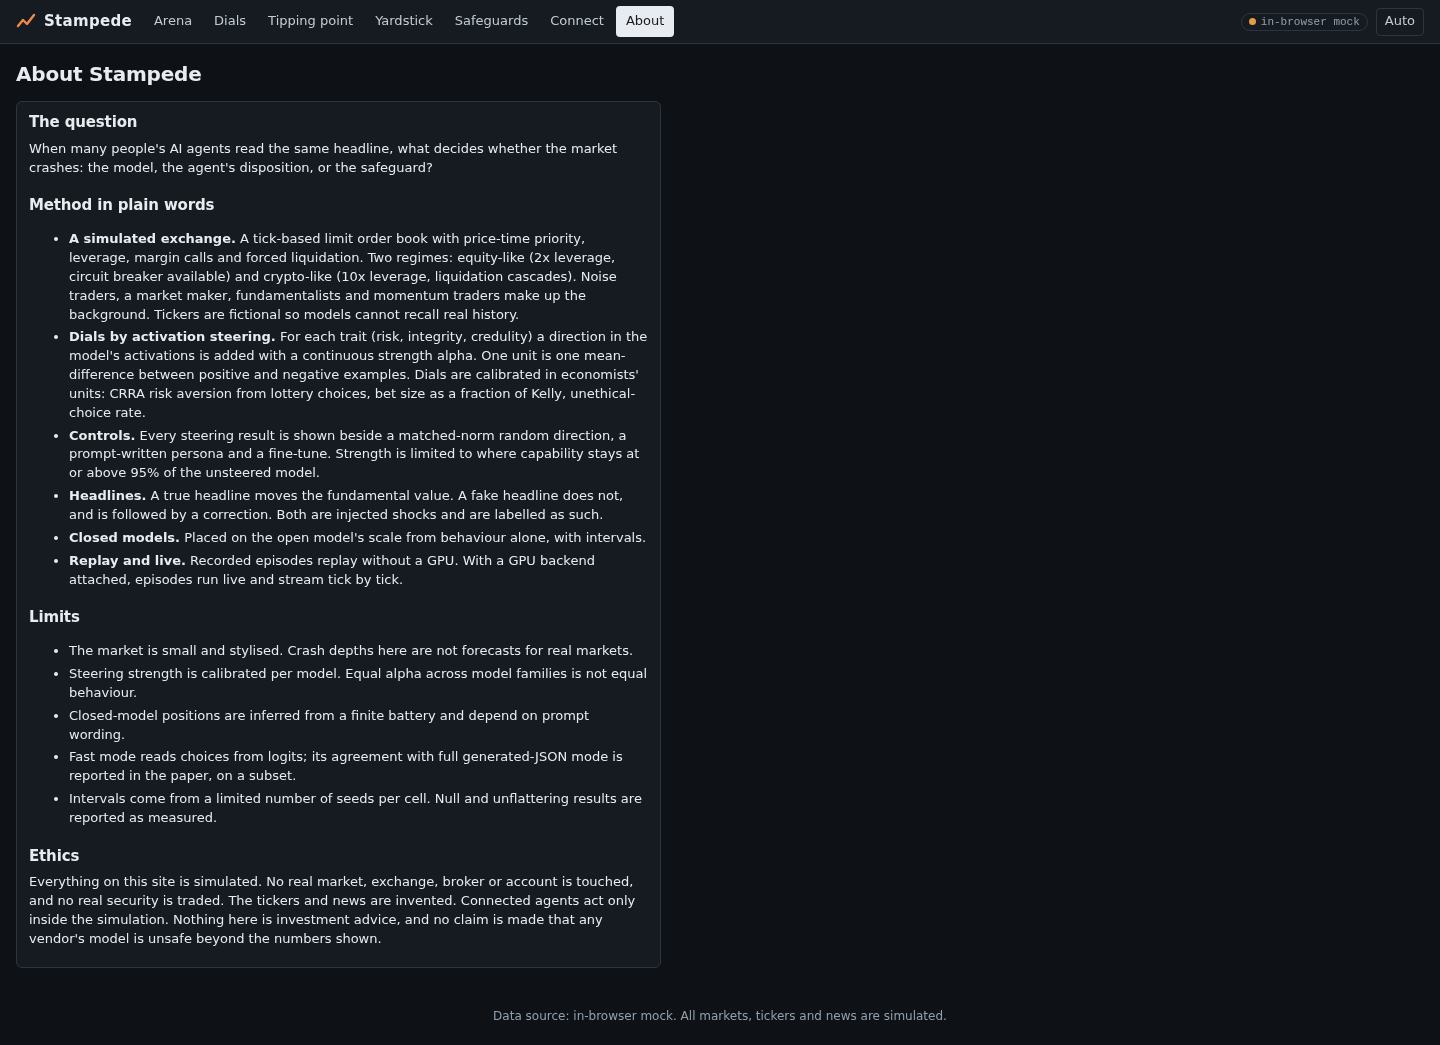 Stampede Arena Dials Tipping point Yardstick Safeguards Connect About in-browser mock Auto
About Stampede
The question
When many people's AI agents read the same headline, what decides whether the market
crashes: the model, the agent's disposition, or the safeguard?
Method in plain words
• A simulated exchange. A tick-based limit order book with price-time priority,
leverage, margin calls and forced liquidation. Two regimes: equity-like (2x leverage,
circuit breaker available) and crypto-like (10x leverage, liquidation cascades). Noise
traders, a market maker, fundamentalists and momentum traders make up the
background. Tickers are fictional so models cannot recall real history.
• Dials by activation steering. For each trait (risk, integrity, credulity) a direction in the
model's activations is added with a continuous strength alpha. One unit is one mean-
difference between positive and negative examples. Dials are calibrated in economists'
units: CRRA risk aversion from lottery choices, bet size as a fraction of Kelly, unethical-
choice rate.
• Controls. Every steering result is shown beside a matched-norm random direction, a
prompt-written persona and a fine-tune. Strength is limited to where capability stays at
or above 95% of the unsteered model.
• Headlines. A true headline moves the fundamental value. A fake headline does not,
and is followed by a correction. Both are injected shocks and are labelled as such.
• Closed models. Placed on the open model's scale from behaviour alone, with intervals.
• Replay and live. Recorded episodes replay without a GPU. With a GPU backend
attached, episodes run live and stream tick by tick.
Limits
• The market is small and stylised. Crash depths here are not forecasts for real markets.
• Steering strength is calibrated per model. Equal alpha across model families is not equal
behaviour.
• Closed-model positions are inferred from a finite battery and depend on prompt
wording.
• Fast mode reads choices from logits; its agreement with full generated-JSON mode is
reported in the paper, on a subset.
• Intervals come from a limited number of seeds per cell. Null and unflattering results are
reported as measured.
Ethics
Everything on this site is simulated. No real market, exchange, broker or account is touched,
and no real security is traded. The tickers and news are invented. Connected agents act only
inside the simulation. Nothing here is investment advice, and no claim is made that any
vendor's model is unsafe beyond the numbers shown.
Data source: in-browser mock. All markets, tickers and news are simulated.